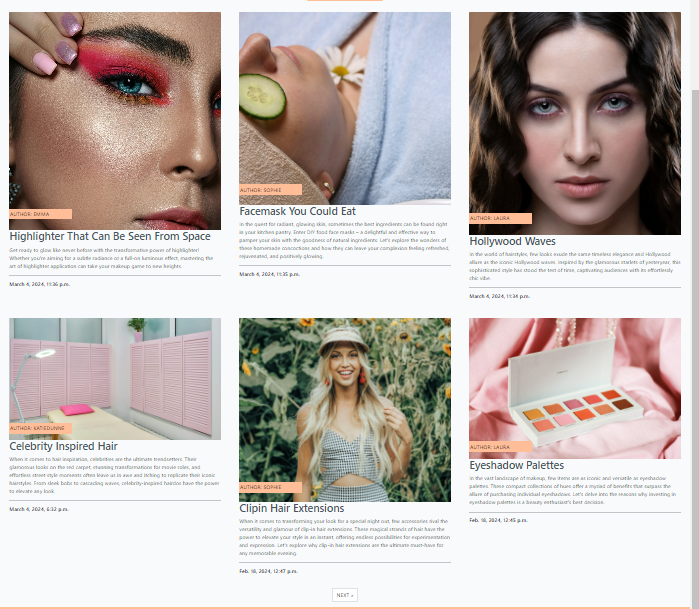 AUTHOR: EMMA
Highlighter That Can Be Seen From Space
Get ready to glow like never before with the transformative power of highlighter!
Whether you're aiming for a subtle radiance or a full-on luminous effect, mastering the
art of highlighter application can take your makeup game to new heights.
March 4, 2024, 11:36 p.m.
AUTHOR: SOPHIE
Facemask You Could Eat
In the quest for radiant, glowing skin, sometimes the best ingredients can be found right
in your kitchen pantry. Enter DIY food face masks – a delightful and effective way to
pamper your skin with the goodness of natural ingredients. Let's explore the wonders of
these homemade concoctions and how they can leave your complexion feeling refreshed,
rejuvenated, and positively glowing.
March 4, 2024, 11:35 p.m.
AUTHOR: LAURA
Hollywood Waves
In the world of hairstyles, few looks exude the same timeless elegance and Hollywood
allure as the iconic Hollywood waves. Inspired by the glamorous starlets of yesteryear, this
sophisticated style has stood the test of time, captivating audiences with its effortlessly
chic vibe.
March 4, 2024, 11:34 p.m.
AUTHOR: KATIEDUNNE
Celebrity Inspired Hair
When it comes to hair inspiration, celebrities are the ultimate trendsetters. Their
glamorous looks on the red carpet, stunning transformations for movie roles, and
effortless street style moments often leave us in awe and itching to replicate their iconic
hairstyles. From sleek bobs to cascading waves, celebrity-inspired hairdos have the power
to elevate any look.
March 4, 2024, 6:32 p.m.
AUTHOR: SOPHIE
Clipin Hair Extensions
When it comes to transforming your look for a special night out, few accessories rival the
versatility and glamour of clip-in hair extensions. These magical strands of hair have the
power to elevate your style in an instant, offering endless possibilities for experimentation
and expression. Let's explore why clip-in hair extensions are the ultimate must-have for
any memorable evening.
Feb. 18, 2024, 12:47 p.m.
AUTHOR: LAURA
Eyeshadow Palettes
In the vast landscape of makeup, few items are as iconic and versatile as eyeshadow
palettes. These compact collections of hues offer a myriad of benefits that surpass the
allure of purchasing individual eyeshadows. Let's delve into the reasons why investing in
eyeshadow palettes is a beauty enthusiast's best decision.
Feb. 18, 2024, 12:45 p.m.
NEXT »